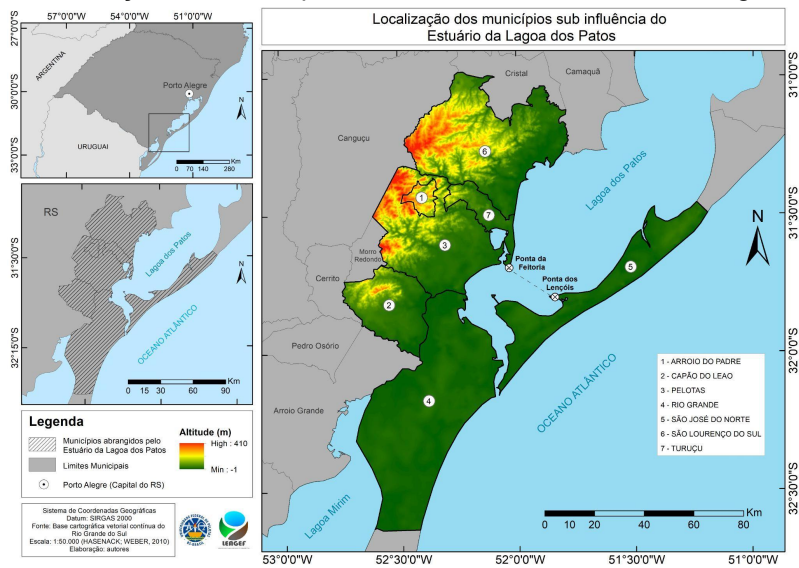 Localização dos municípios sub influência do
Estuário da Lagoa dos Patos
57°0'0"W 54°0'0"W 51°0'0"W
27°0'0"S
30°0'0"S
33°0'0"S
ARGENTINA
Porto Alegre
URUGUAI
N
0 70 140 280
Km
RS
Lagoa dos Patos
OCEANO ATLÂNTICO
N
31°30'0"S
32°15'0"S
0 15 30 60 90
Km
Legenda
Municípios abrangidos pelo
Estuário da Lagoa dos Patos
Limites Municipais
Porto Alegre (Capital do RS)
Altitude (m)
High : 410
Min : -1
Sistema de Coordenadas Geográficas
Datum: SIRGAS 2000
Fonte: Base cartográfica vetorial contínua do
Rio Grande do Sul
Escala: 1:50.000 (HASENACK; WEBER, 2010)
Elaboração: autores
LEAGEF
Cristal
Camaquã
Canguçu
6
1
7
3
Morro
Redondo
Cerrito
2
Pedro Osório
Arroio Grande
4
5
Lagoa Mirim
Lagoa dos Patos
Ponta da
Feitoria
Ponta dos
Lençóis
OCEANO ATLÂNTICO
N
1 - ARROIO DO PADRE
2 - CAPÃO DO LEAO
3 - PELOTAS
4 - RIO GRANDE
5 - SÃO JOSÉ DO NORTE
6 - SÃO LOURENÇO DO SUL
7 - TURUÇU
0 10 20 40 60 80
Km
31°0'0"S
31°30'0"S
32°0'0"S
32°30'0"S
53°0'0"W 52°30'0"W 52°0'0"W 51°30'0"W 51°0'0"W